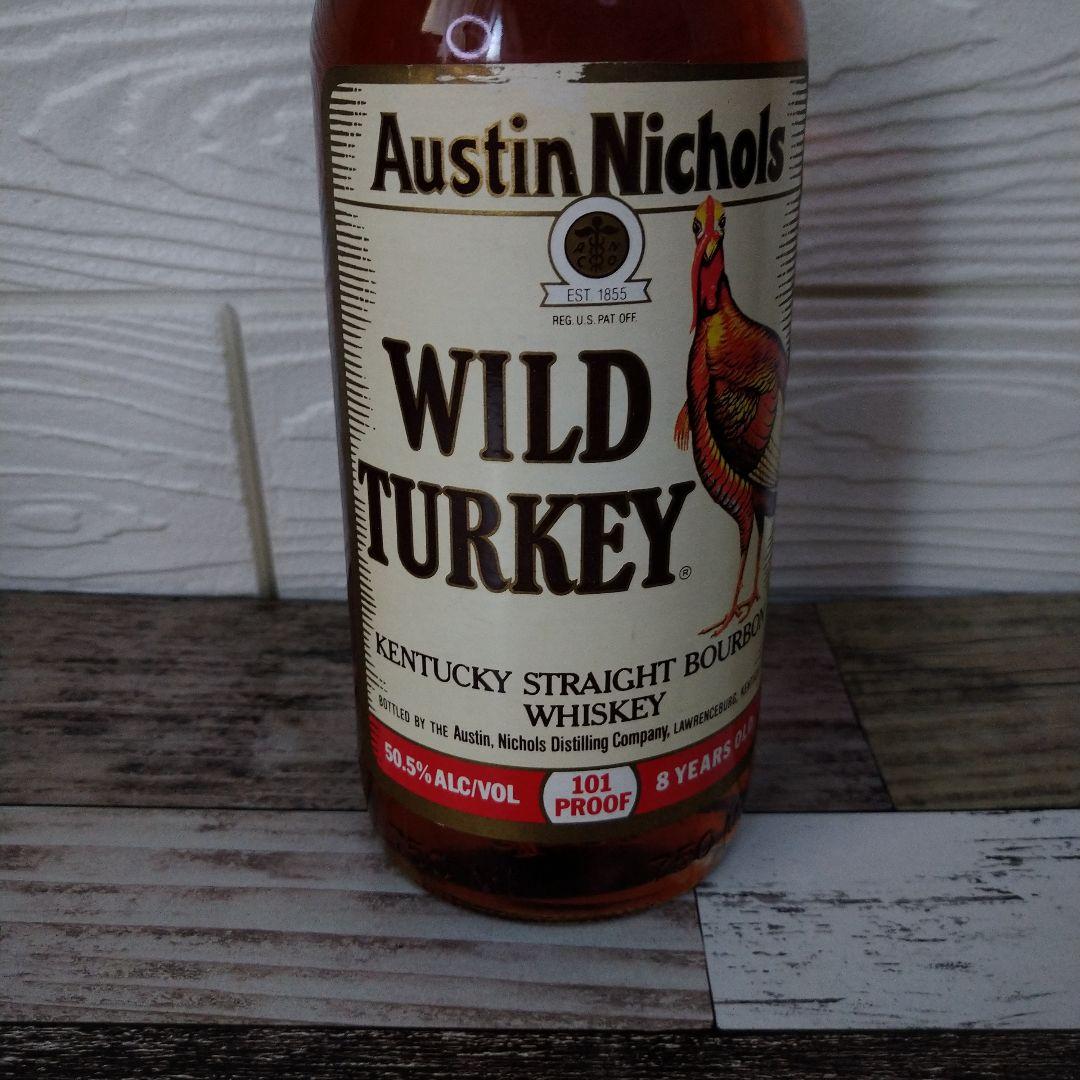 Austin Nichols
A N
C O
EST. 1855
REG. U.S. PAT OFF.
WILD
TURKEY®
KENTUCKY STRAIGHT BOURBON
WHISKEY
BOTTLED BY THE Austin, Nichols Distilling Company, LAWRENCEBURG,
50.5% ALC/VOL 101 PROOF 8 YEARS OLD
750